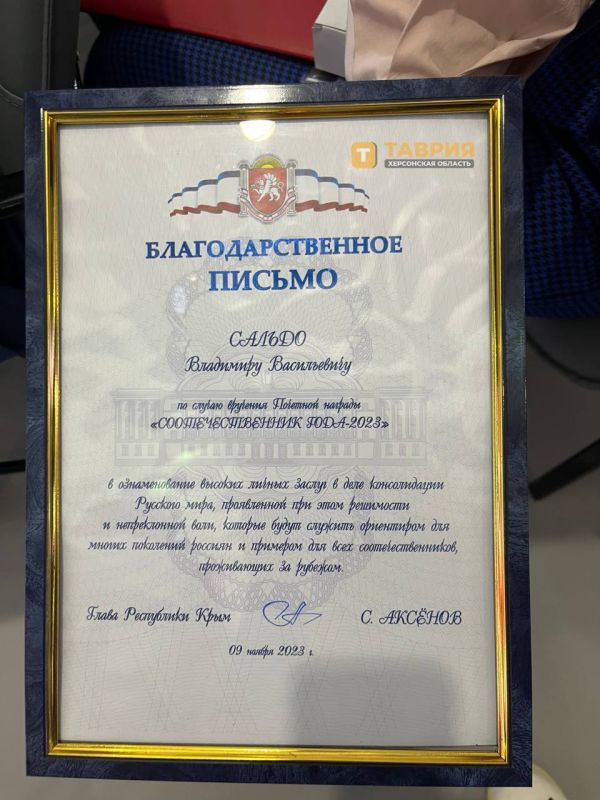 ТАВРИЯ
ХЕРСОНСКАЯ ОБЛАСТЬ
БЛАГОДАРСТВЕННОЕ
ПИСЬМО
САЛЬДО
Владимиру Васильевичу
по случаю вручения Почетной награды
«СООТЕЧЕСТВЕННИК ГОДА-2023»
в ознаменование высоких личных заслуг в деле консолидации
Русского мира, проявленной при этом решимости
и непреклонной воли, которые будут служить ориентиром для
многих поколений россиян и примером для всех соотечественников,
проживающих за рубежом.
Глава Республики Крым С. АКСЁНОВ
09 ноября 2023 г.